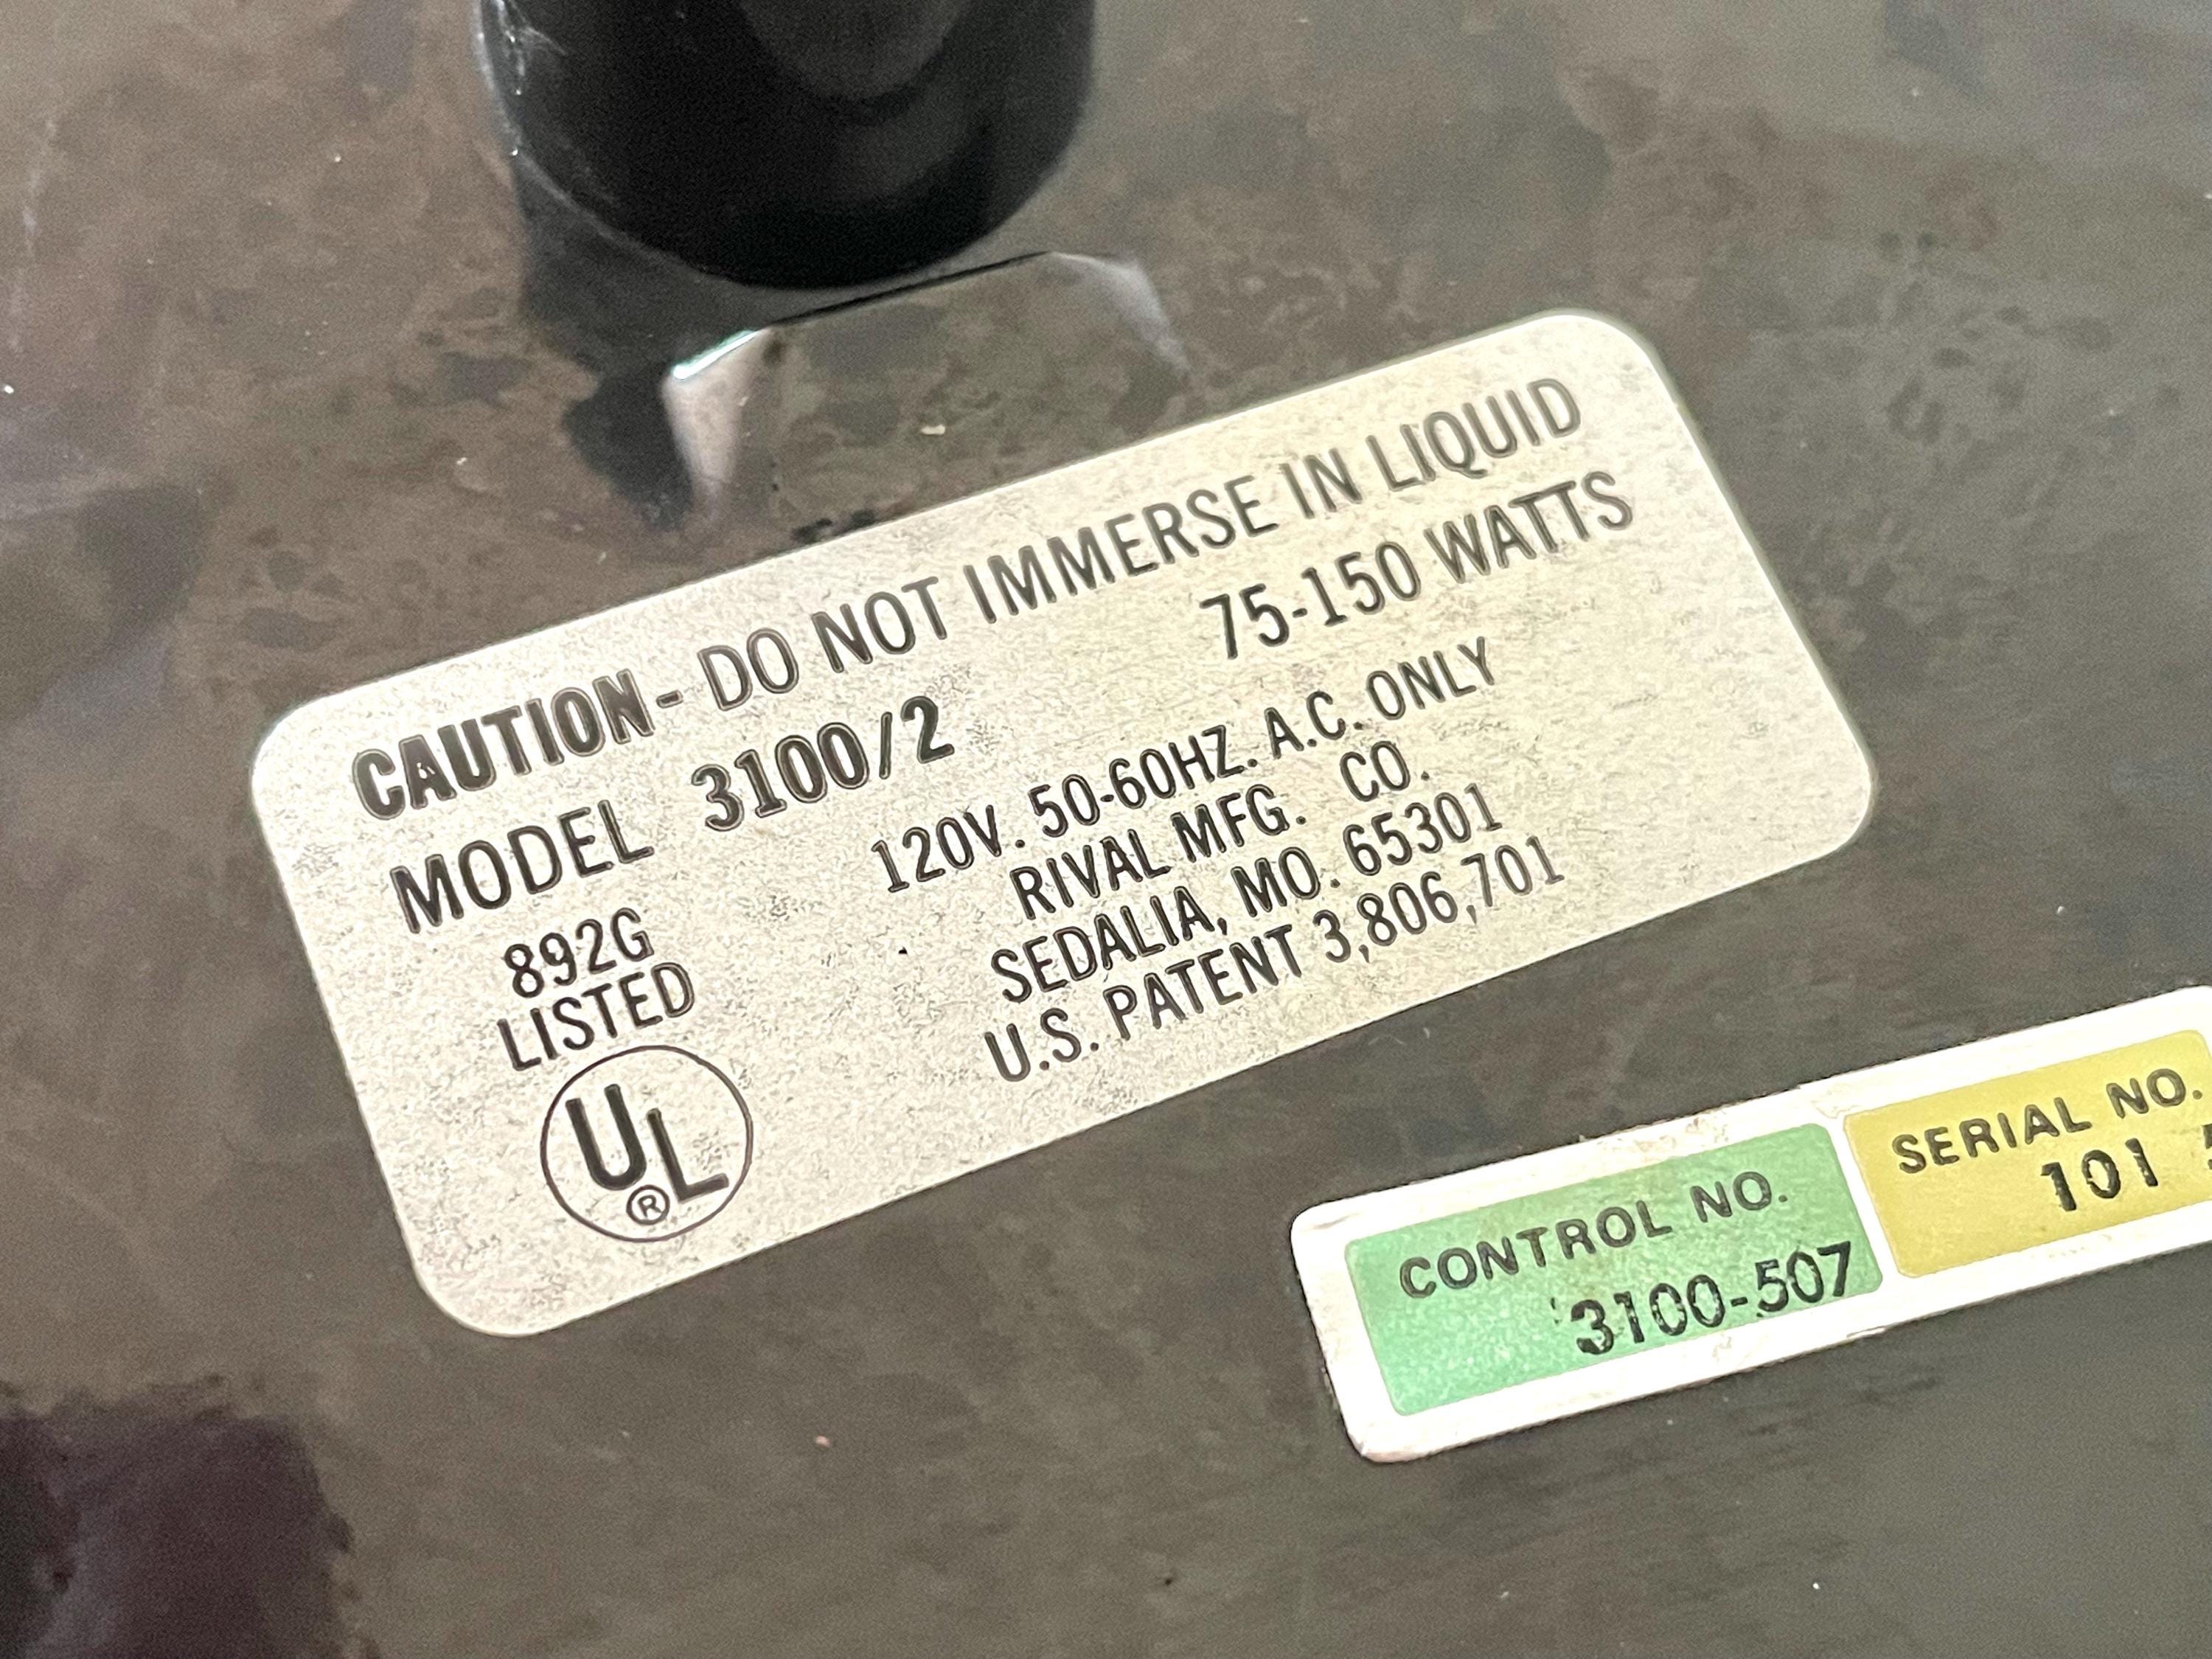 CAUTION- DO NOT IMMERSE IN LIQUID
MODEL 3100/2 75-150 WATTS
120V. 50-60HZ. A.C. ONLY
RIVAL MFG. CO.
SEDALIA, MO. 65301
U.S. PATENT 3,806,701
892G
LISTED
UL®
CONTROL NO.
3100-507
SERIAL NO.
101